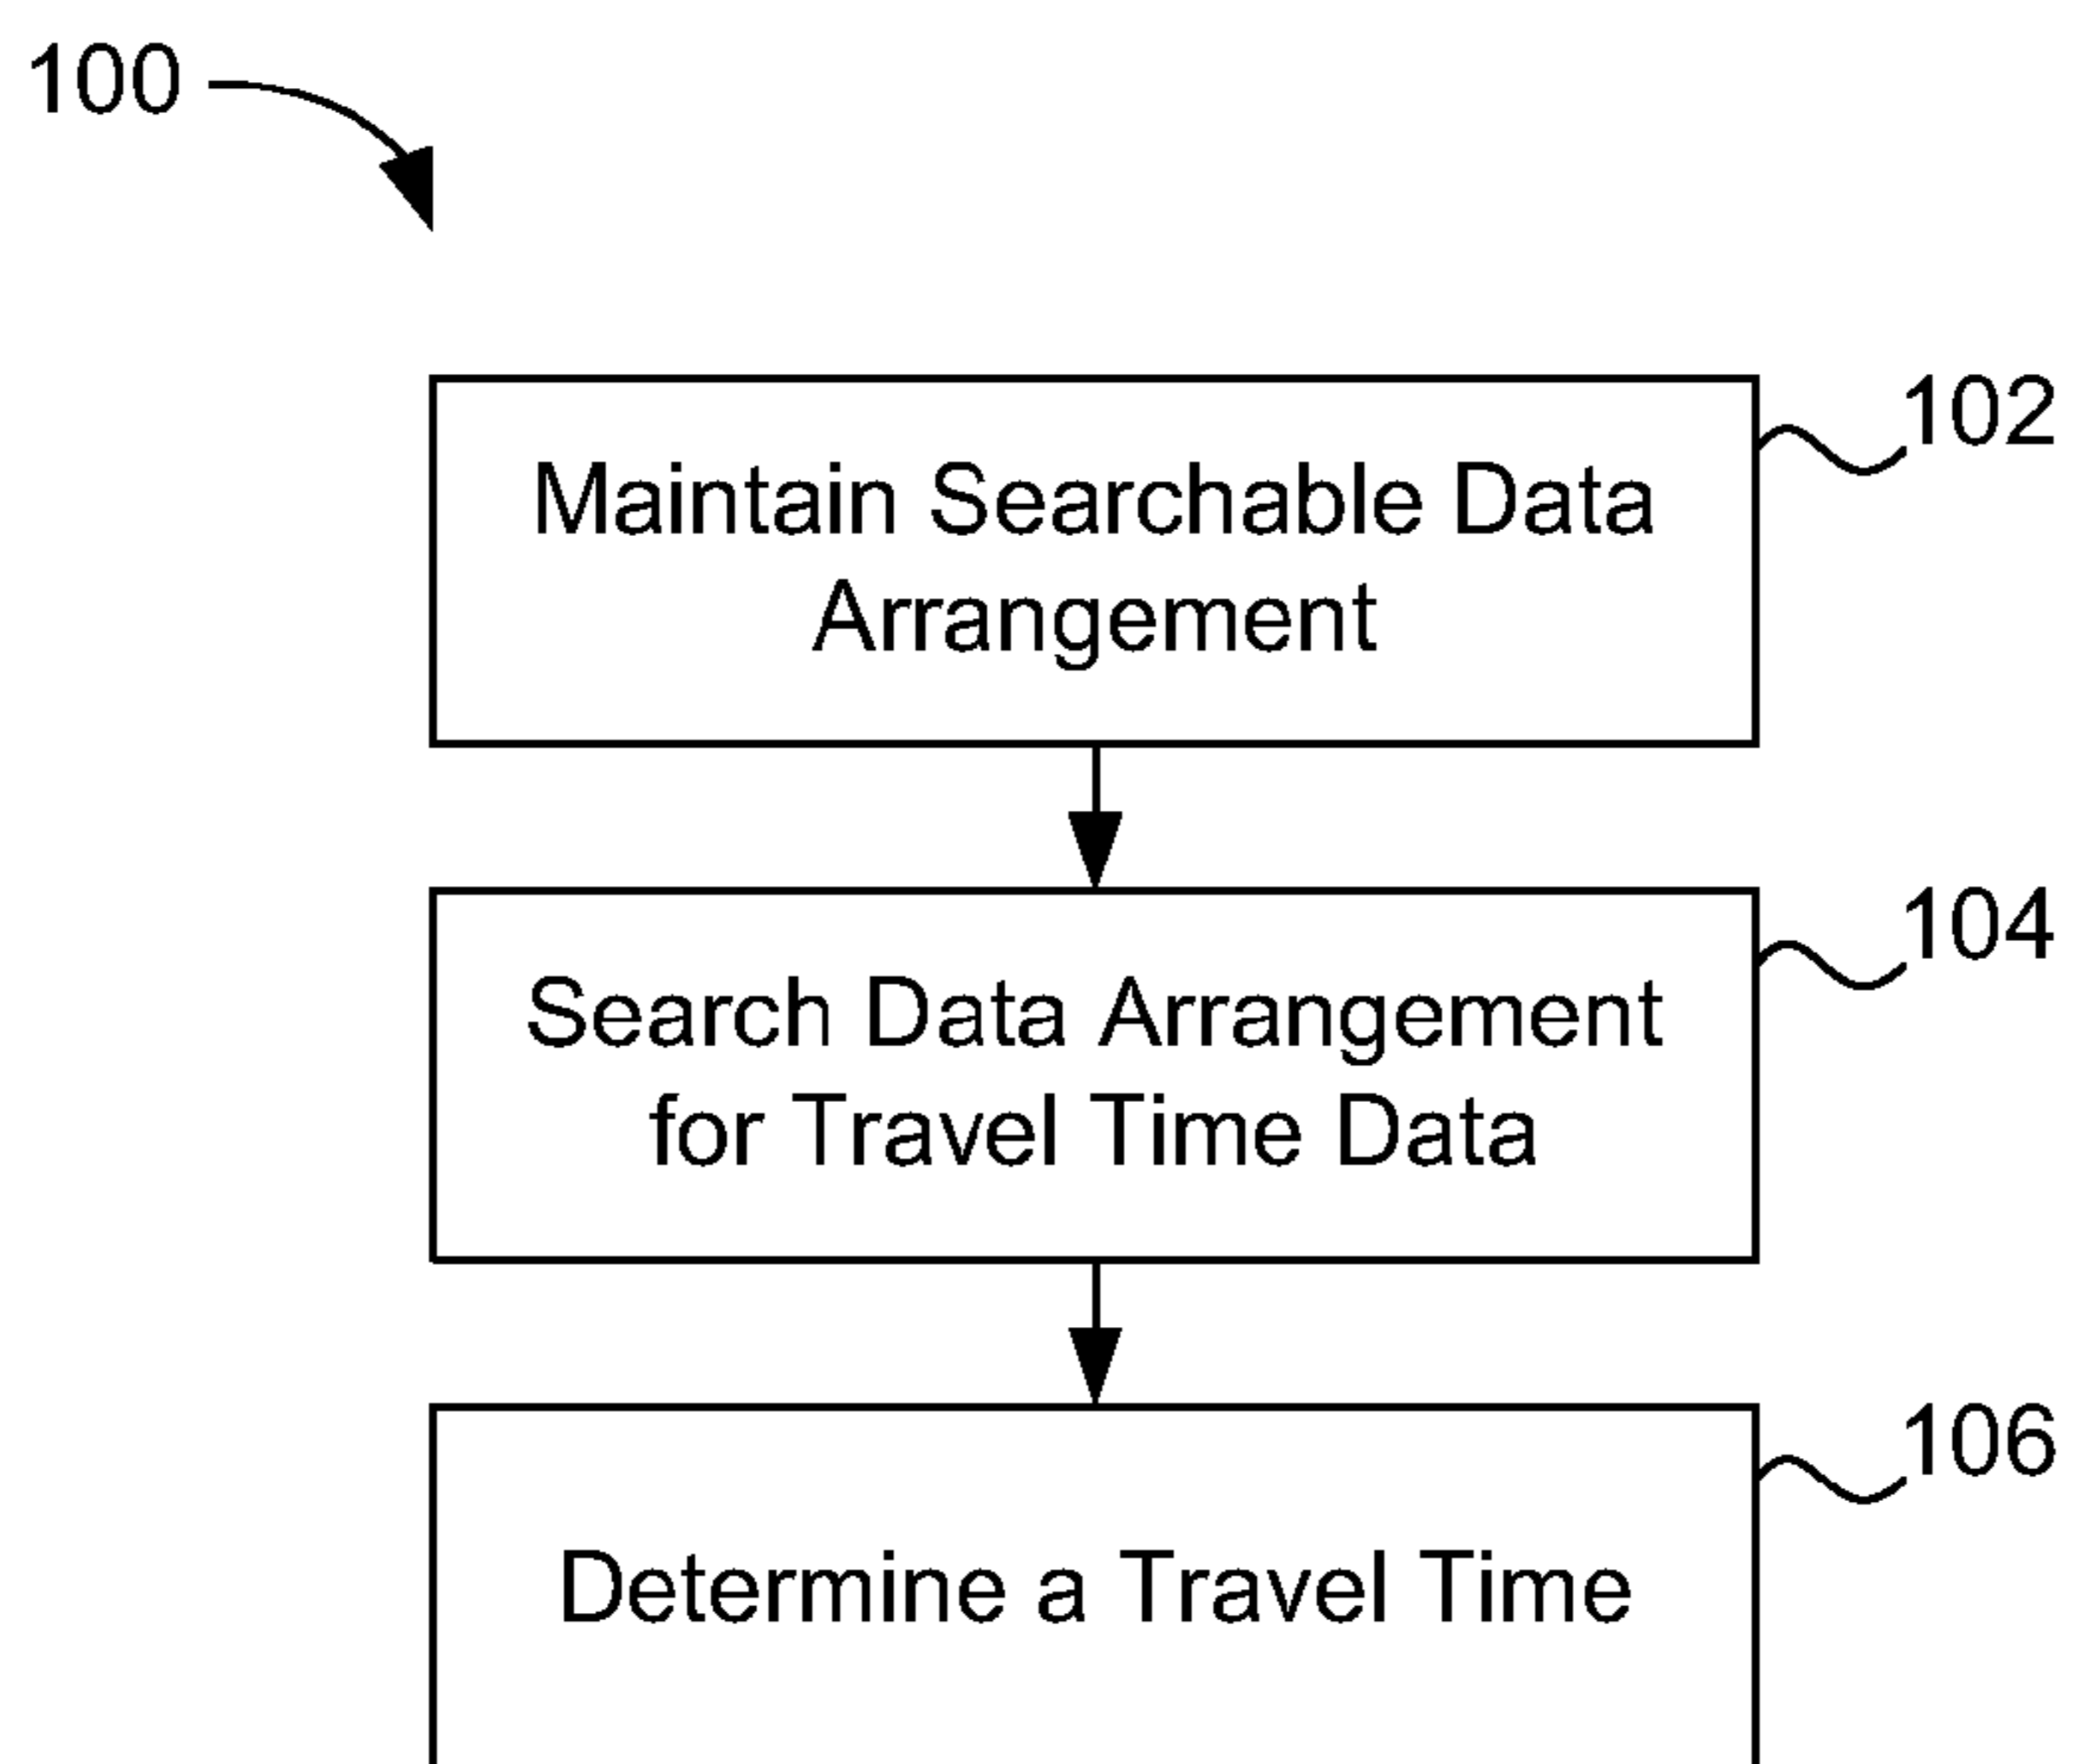 100
102
Maintain Searchable Data
Arrangement
104
Search Data Arrangement
for Travel Time Data
106
Determine a Travel Time